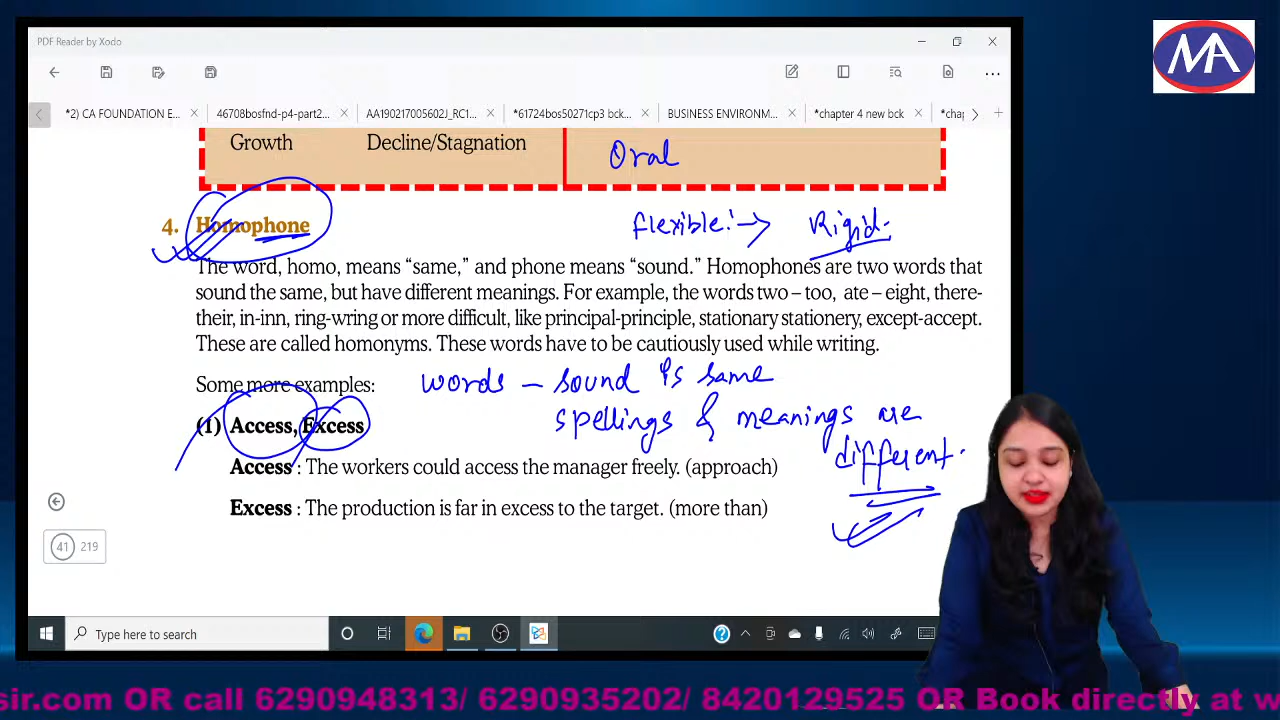 PDF Reader by Xodo
MA
*2) CA FOUNDATION E... 46708bosfnd-p4-part2... AA190217005602J_RC1... *61724bos50271cp3 bck... BUSINESS ENVIRONM... *chapter 4 new bck *chap
Growth Decline/Stagnation Oral
4. Homophone flexible:→ Rigid.
The word, homo, means “same,” and phone means “sound.” Homophones are two words that
sound the same, but have different meanings. For example, the words two – too, ate – eight, there-
their, in-inn, ring-wring or more difficult, like principal-principle, stationary stationery, except-accept.
These are called homonyms. These words have to be cautiously used while writing.
Some more examples: words – sound is same
spellings & meanings are
different.
(1) Access, Excess
Access : The workers could access the manager freely. (approach)
Excess : The production is far in excess to the target. (more than)
41 219
Type here to search
sir.com OR call 6290948313/ 6290935202/ 8420129525 OR Book directly at w